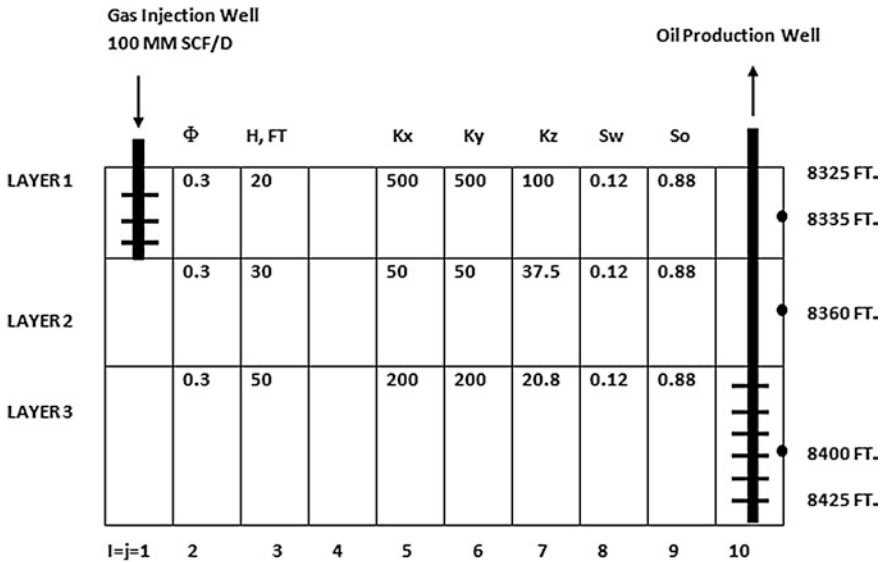 Gas Injection Well
100 MM SCF/D
Oil Production Well
Φ H, FT Kx Ky Kz Sw So
LAYER 1 0.3 20 500 500 100 0.12 0.88 8325 FT.
8335 FT.
0.3 30 50 50 37.5 0.12 0.88
LAYER 2 8360 FT.
0.3 50 200 200 20.8 0.12 0.88
LAYER 3
8400 FT.
8425 FT.
I=j=1 2 3 4 5 6 7 8 9 10